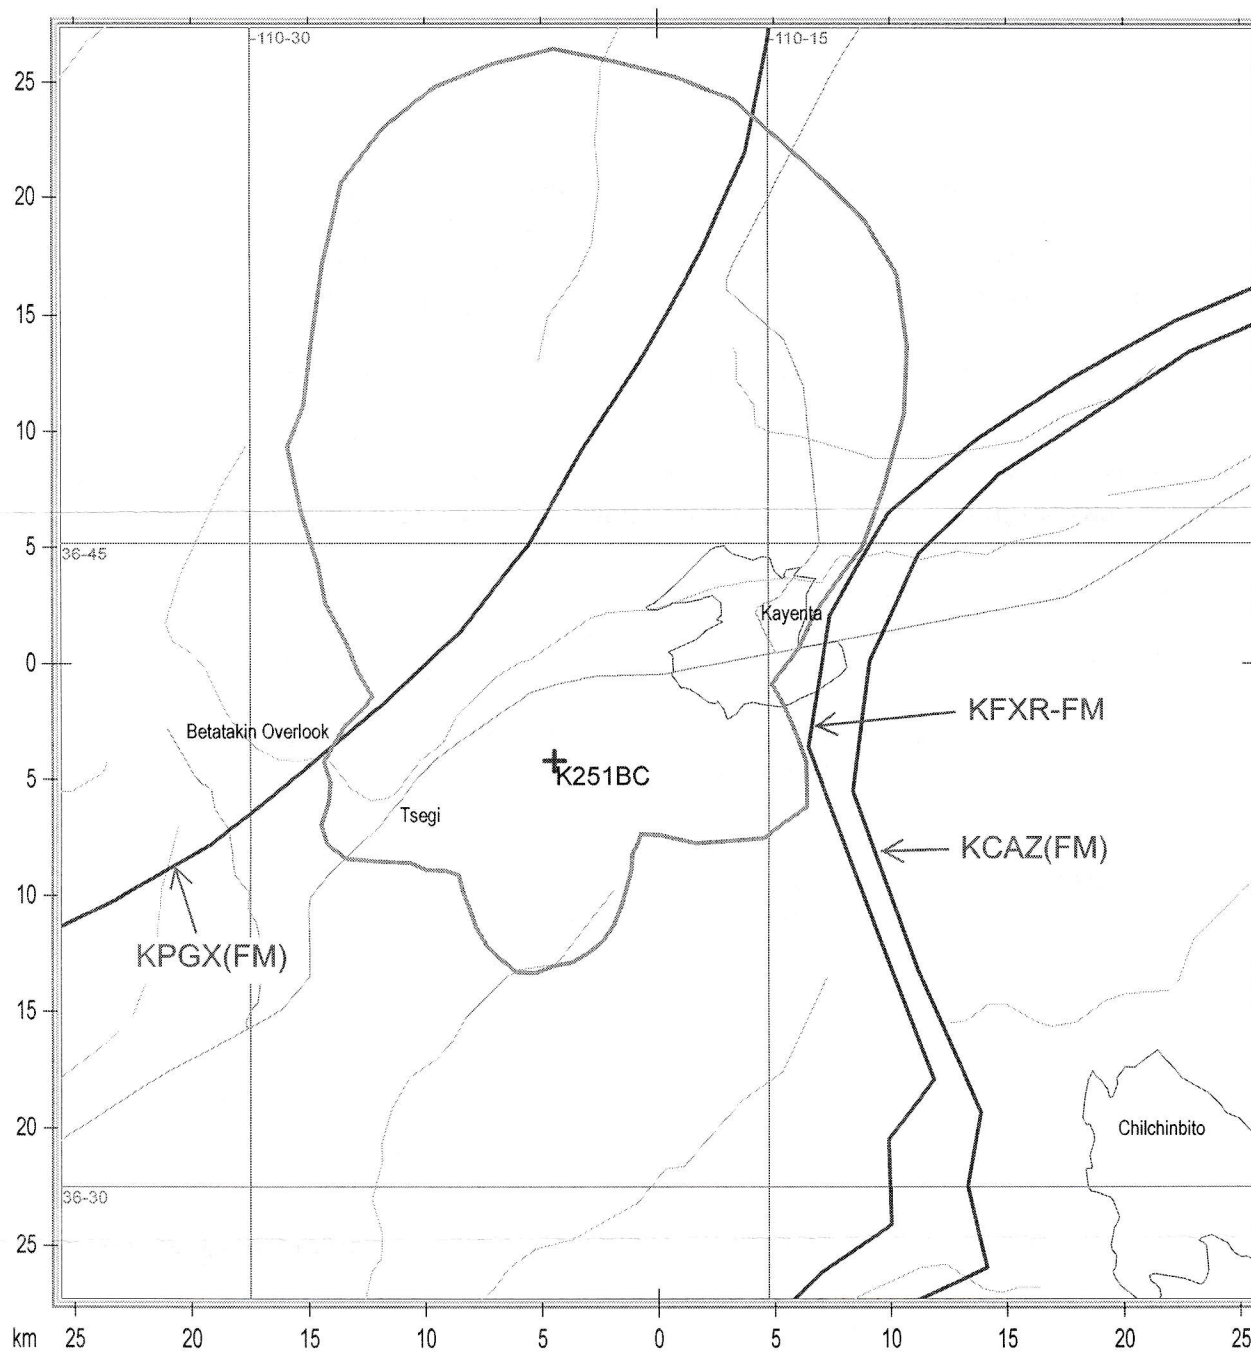 -110-30
-110-15
25
20
15
10
5
36-45
Kayenta
0
KFXR-FM
Betatakin Overlook
K251BC
5
Tsegi
KCAZ(FM)
10
KPGX(FM)
15
20
Chilchinbito
36-30
25
km 25 20 15 10 5 0 5 10 15 20 25